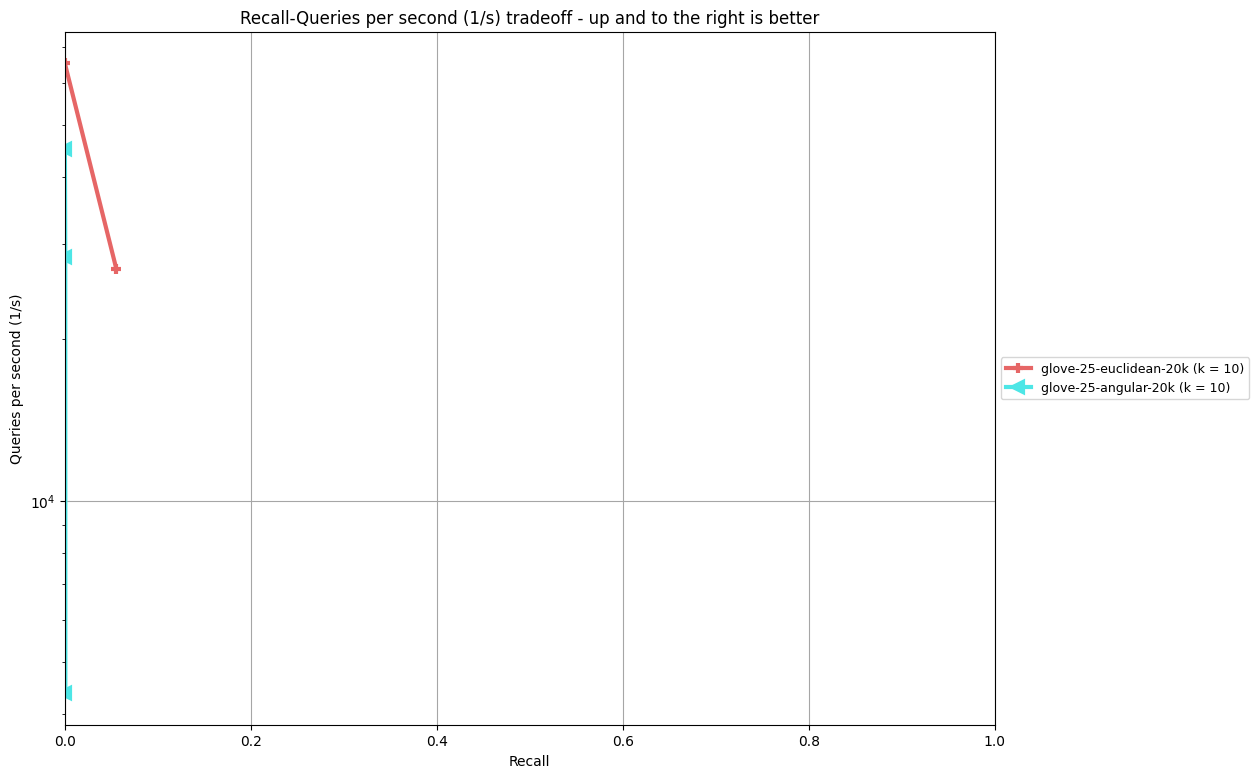 Recall-Queries per second (1/s) tradeoff - up and to the right is better
Queries per second (1/s)
10⁴
0.0 0.2 0.4 0.6 0.8 1.0
Recall
glove-25-euclidean-20k (k = 10)
glove-25-angular-20k (k = 10)